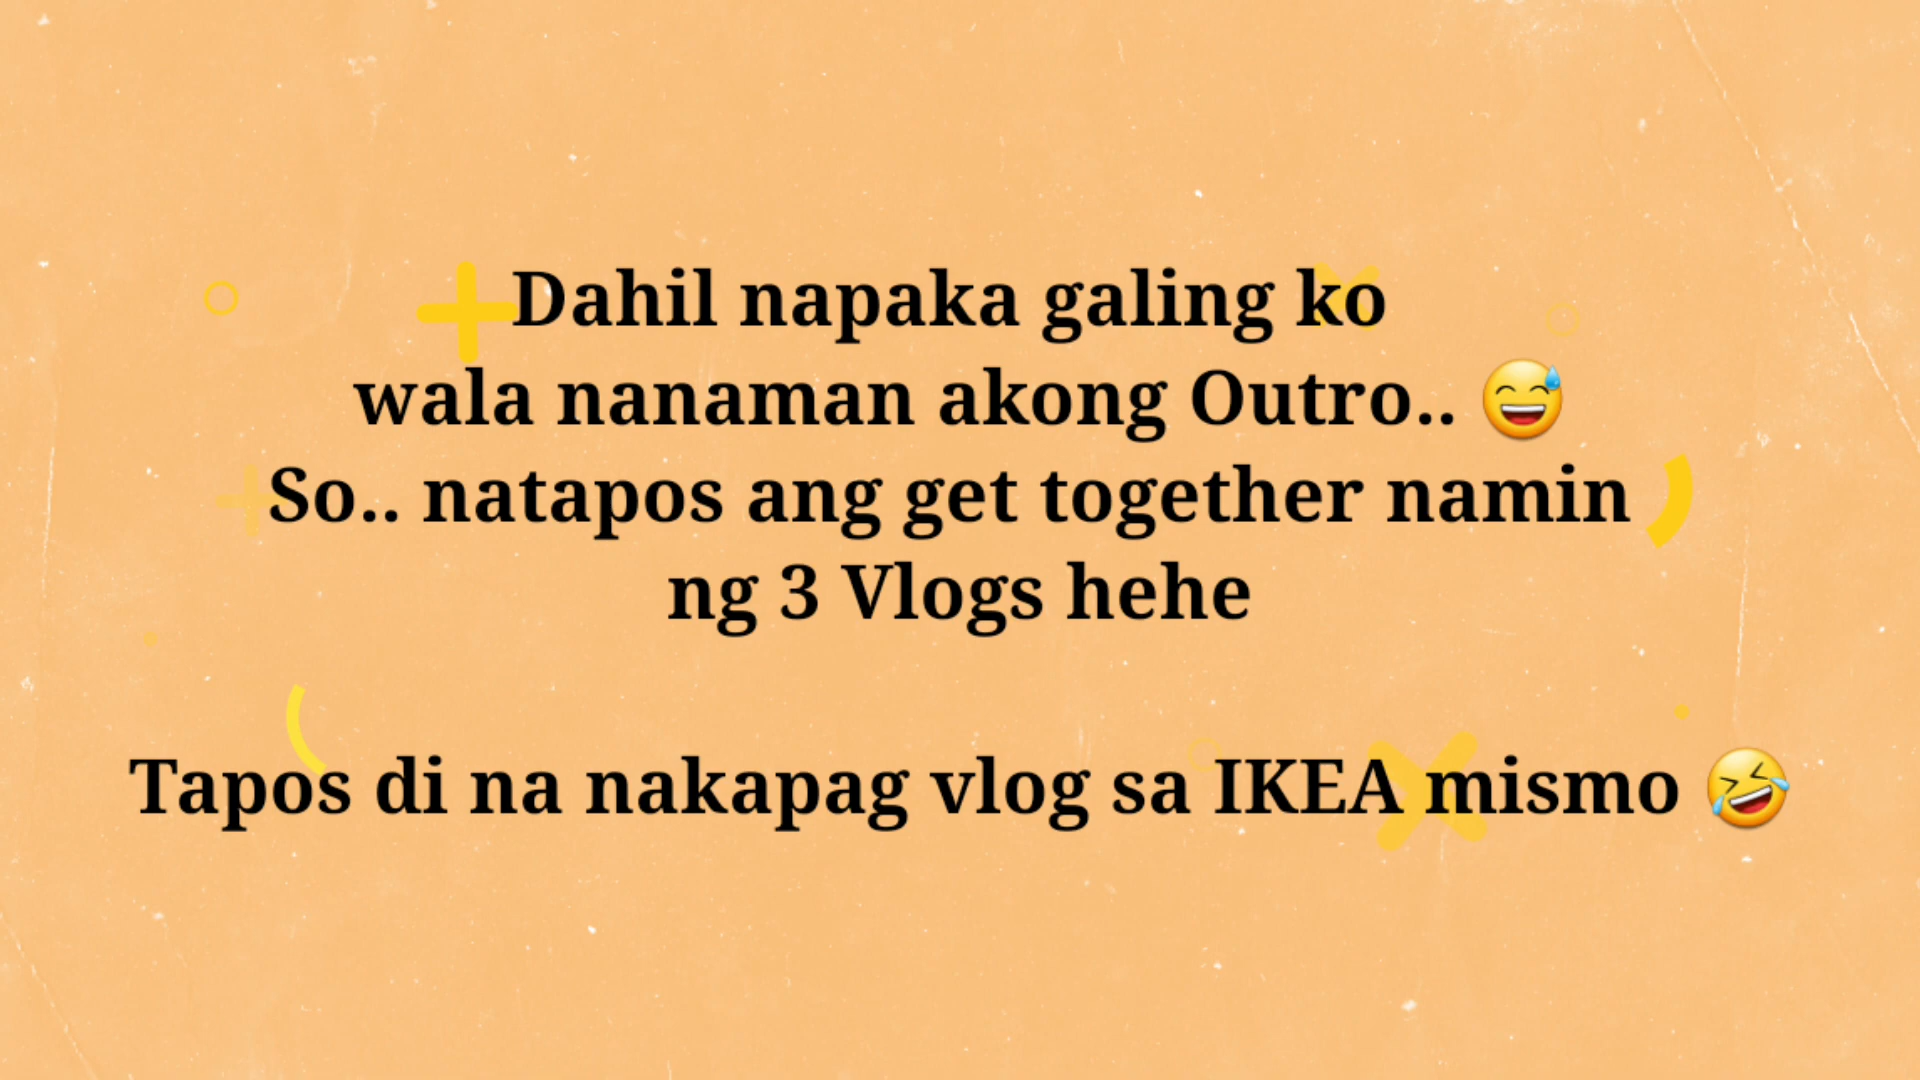 Dahil napaka galing ko
wala nanaman akong Outro.. 😅
So.. natapos ang get together namin
ng 3 Vlogs hehe
Tapos di na nakapag vlog sa IKEA mismo 🤣